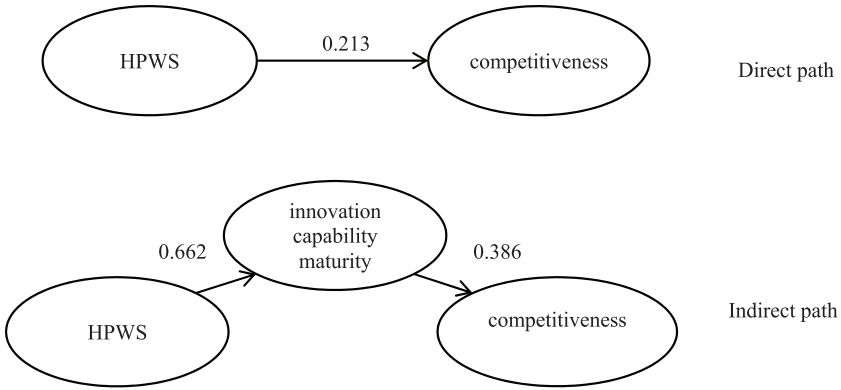 0.213
HPWS
competitiveness
Direct path
innovation
capability
maturity
0.662
0.386
HPWS
competitiveness
Indirect path